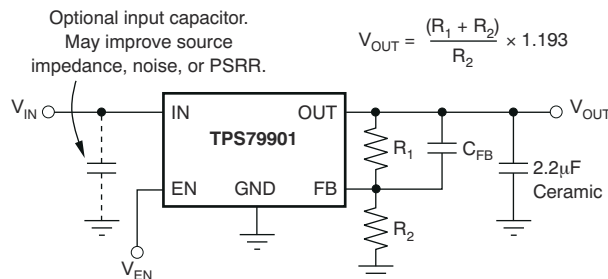 Optional input capacitor.
May improve source
impedance, noise, or PSRR.
V_OUT = (R_1 + R_2) / R_2 × 1.193
V_IN
IN
OUT
V_OUT
TPS79901
R_1
C_FB
2.2μF
Ceramic
EN
GND
FB
R_2
V_EN